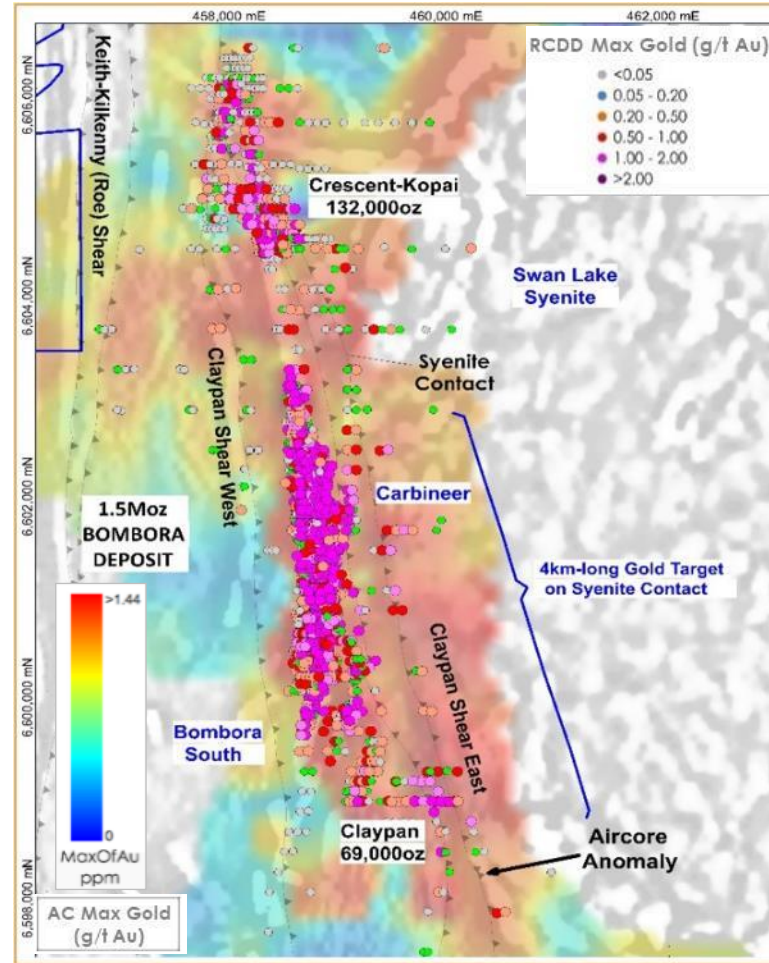 458,000 mE
460,000 mE
462,000 mE
6,606,000 mN
6,604,000 mN
6,602,000 mN
6,600,000 mN
6,598,000 mN
RCDD Max Gold (g/t Au)
<0.05
0.05 - 0.20
0.20 - 0.50
0.50 - 1.00
1.00 - 2.00
>2.00
Keith-Kilkenny (Roe) Shear
Crescent-Kopai
132,000oz
Swan Lake
Syenite
Syenite
Contact
Claypan Shear West
Carbineer
1.5Moz
BOMBORA
DEPOSIT
4km-long Gold Target
on Syenite Contact
>1.44
0
MaxOfAu
ppm
AC Max Gold
(g/t Au)
Claypan Shear East
Bombora
South
Claypan
69,000oz
Aircore
Anomaly